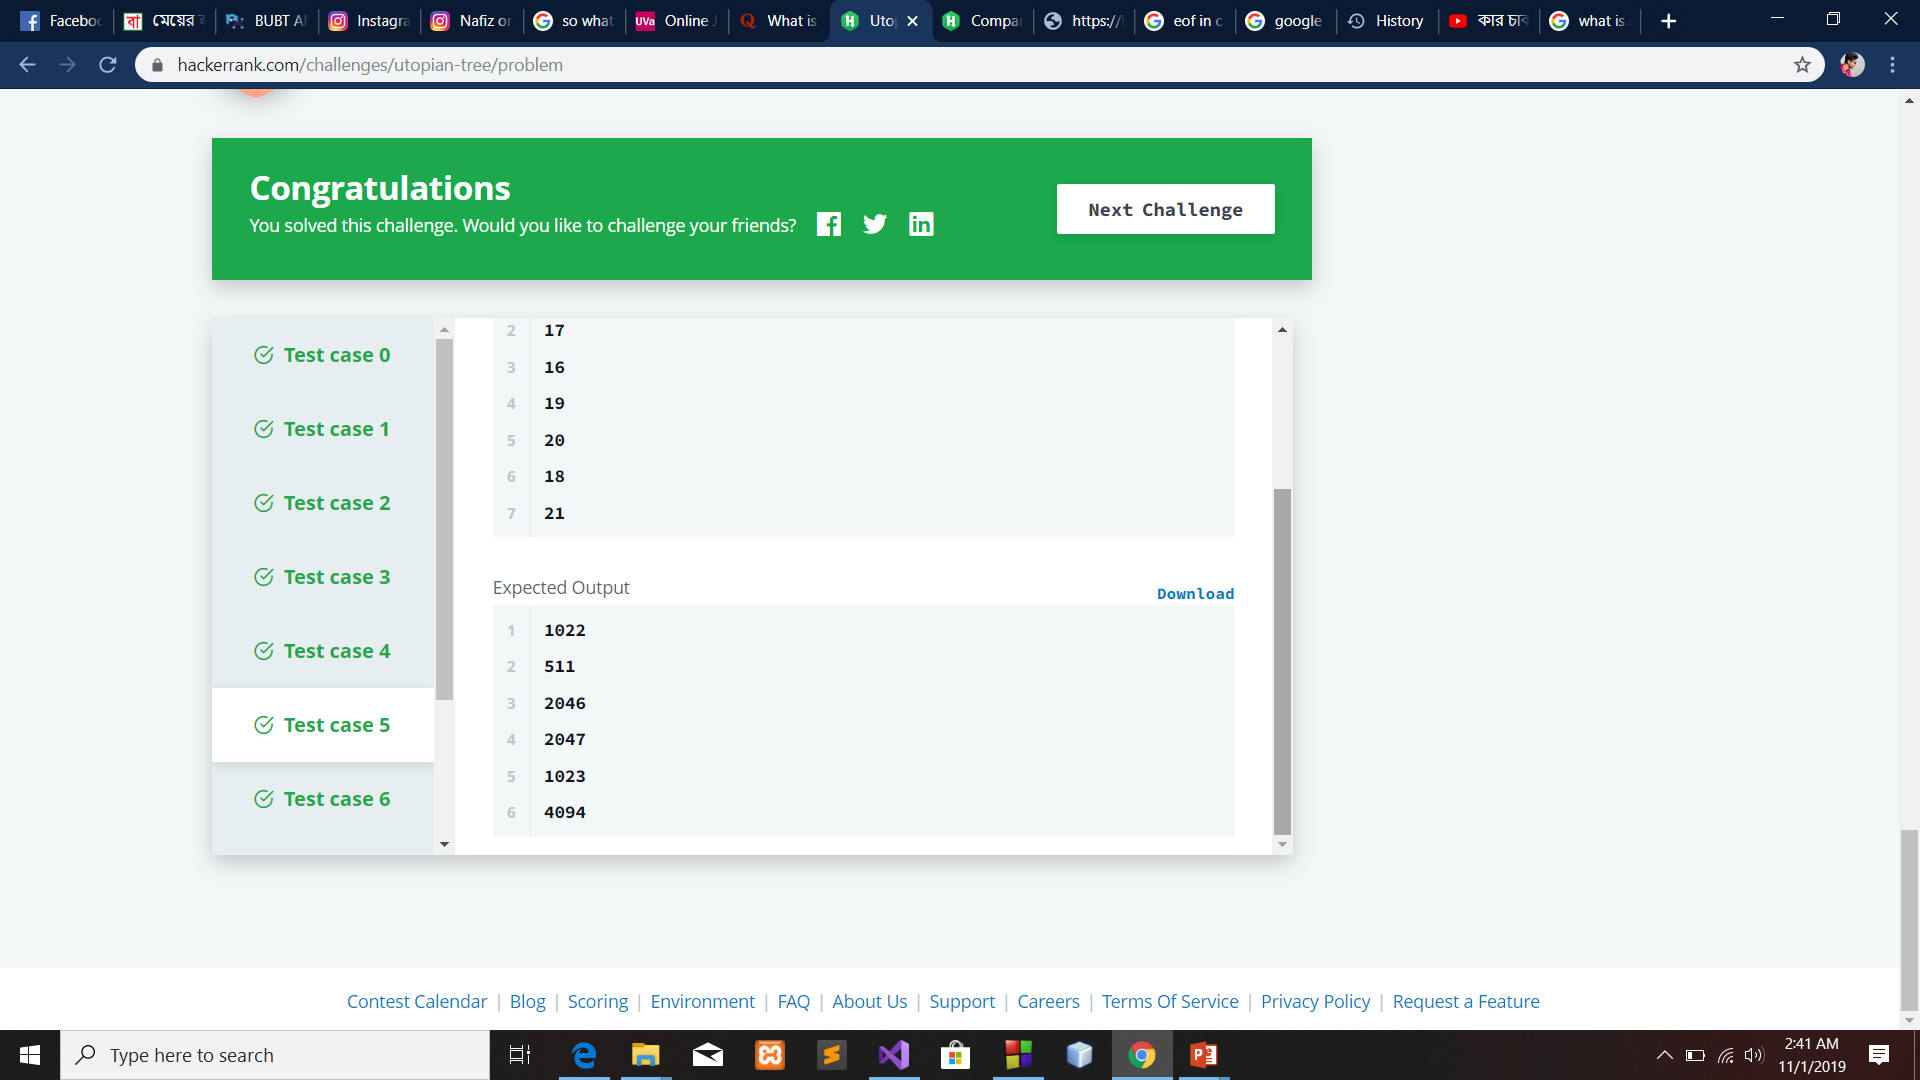 Faceboo
মেয়ের
BUBT A
Instagra
Nafiz or
so what
UVa Online J
Q What is
Utop
Compar
https://
eof in c
google
History
কার চাব
what is
hackerrank.com/challenges/utopian-tree/problem
Congratulations
You solved this challenge. Would you like to challenge your friends?
Next Challenge
Test case 0
Test case 1
Test case 2
Test case 3
Test case 4
Test case 5
Test case 6
2 17
3 16
4 19
5 20
6 18
7 21
Expected Output
Download
1 1022
2 511
3 2046
4 2047
5 1023
6 4094
Contest Calendar | Blog | Scoring | Environment | FAQ | About Us | Support | Careers | Terms Of Service | Privacy Policy | Request a Feature
Type here to search
2:41 AM
11/1/2019